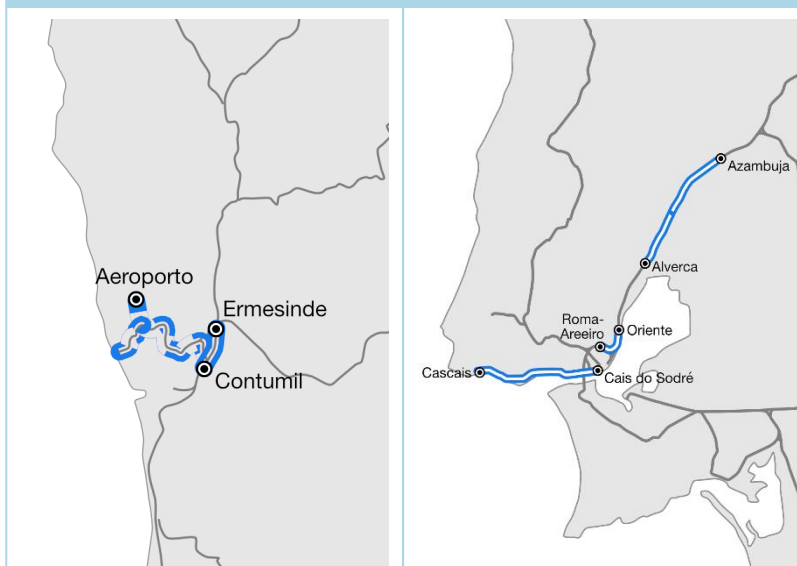 Aeroporto
Ermesinde
Contumil
Azambuja
Alverca
Roma-
Areeiro
Oriente
Cascais
Cais do Sodré